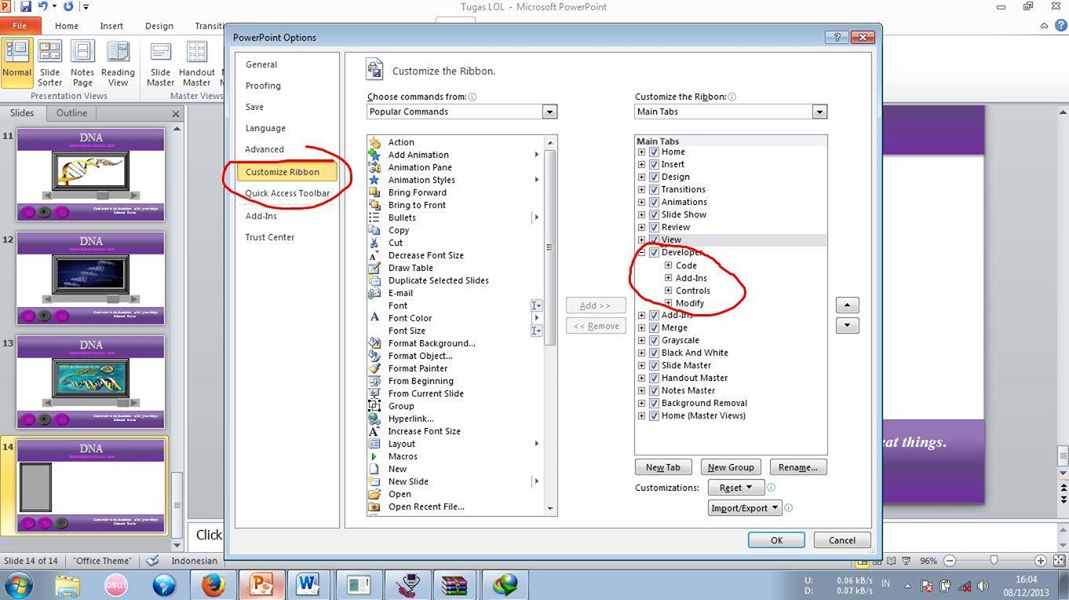 Tugas LOL - Microsoft PowerPoint
File Home Insert Design
Normal Slide Sorter Notes Page Reading View Slide Master Handout Master
Presentation Views
Master Views
Slides Outline
11
DNA
12
DNA
13
DNA
14
DNA
PowerPoint Options
General
Proofing
Save
Language
Advanced
Customize Ribbon
Quick Access Toolbar
Add-Ins
Trust Center
Customize the Ribbon.
Choose commands from:
Popular Commands
Action
Add Animation
Animation Pane
Animation Styles
Bring Forward
Bring to Front
Bullets
Copy
Cut
Decrease Font Size
Draw Table
Duplicate Selected Slides
E-mail
Font
Font Color
Font Size
Format Background...
Format Object...
Format Painter
From Beginning
From Current Slide
Group
Hyperlink...
Increase Font Size
Layout
Macros
New
New Slide
Open
Open Recent File...
Add >>
<< Remove
Customize the Ribbon:
Main Tabs
Main Tabs
Home
Insert
Design
Transitions
Animations
Slide Show
Review
View
Developer
Code
Add-Ins
Controls
Modify
Add-Ins
Merge
Grayscale
Black And White
Slide Master
Handout Master
Notes Master
Background Removal
Home (Master Views)
New Tab New Group Rename...
Customizations: Reset
Import/Export
OK Cancel
eat things.
Click
Slide 14 of 14 "Office Theme" Indonesian 96%
osu!
U: 0.06 kB/s
D: 0.07 kB/s
IN
16:04
08/12/2013